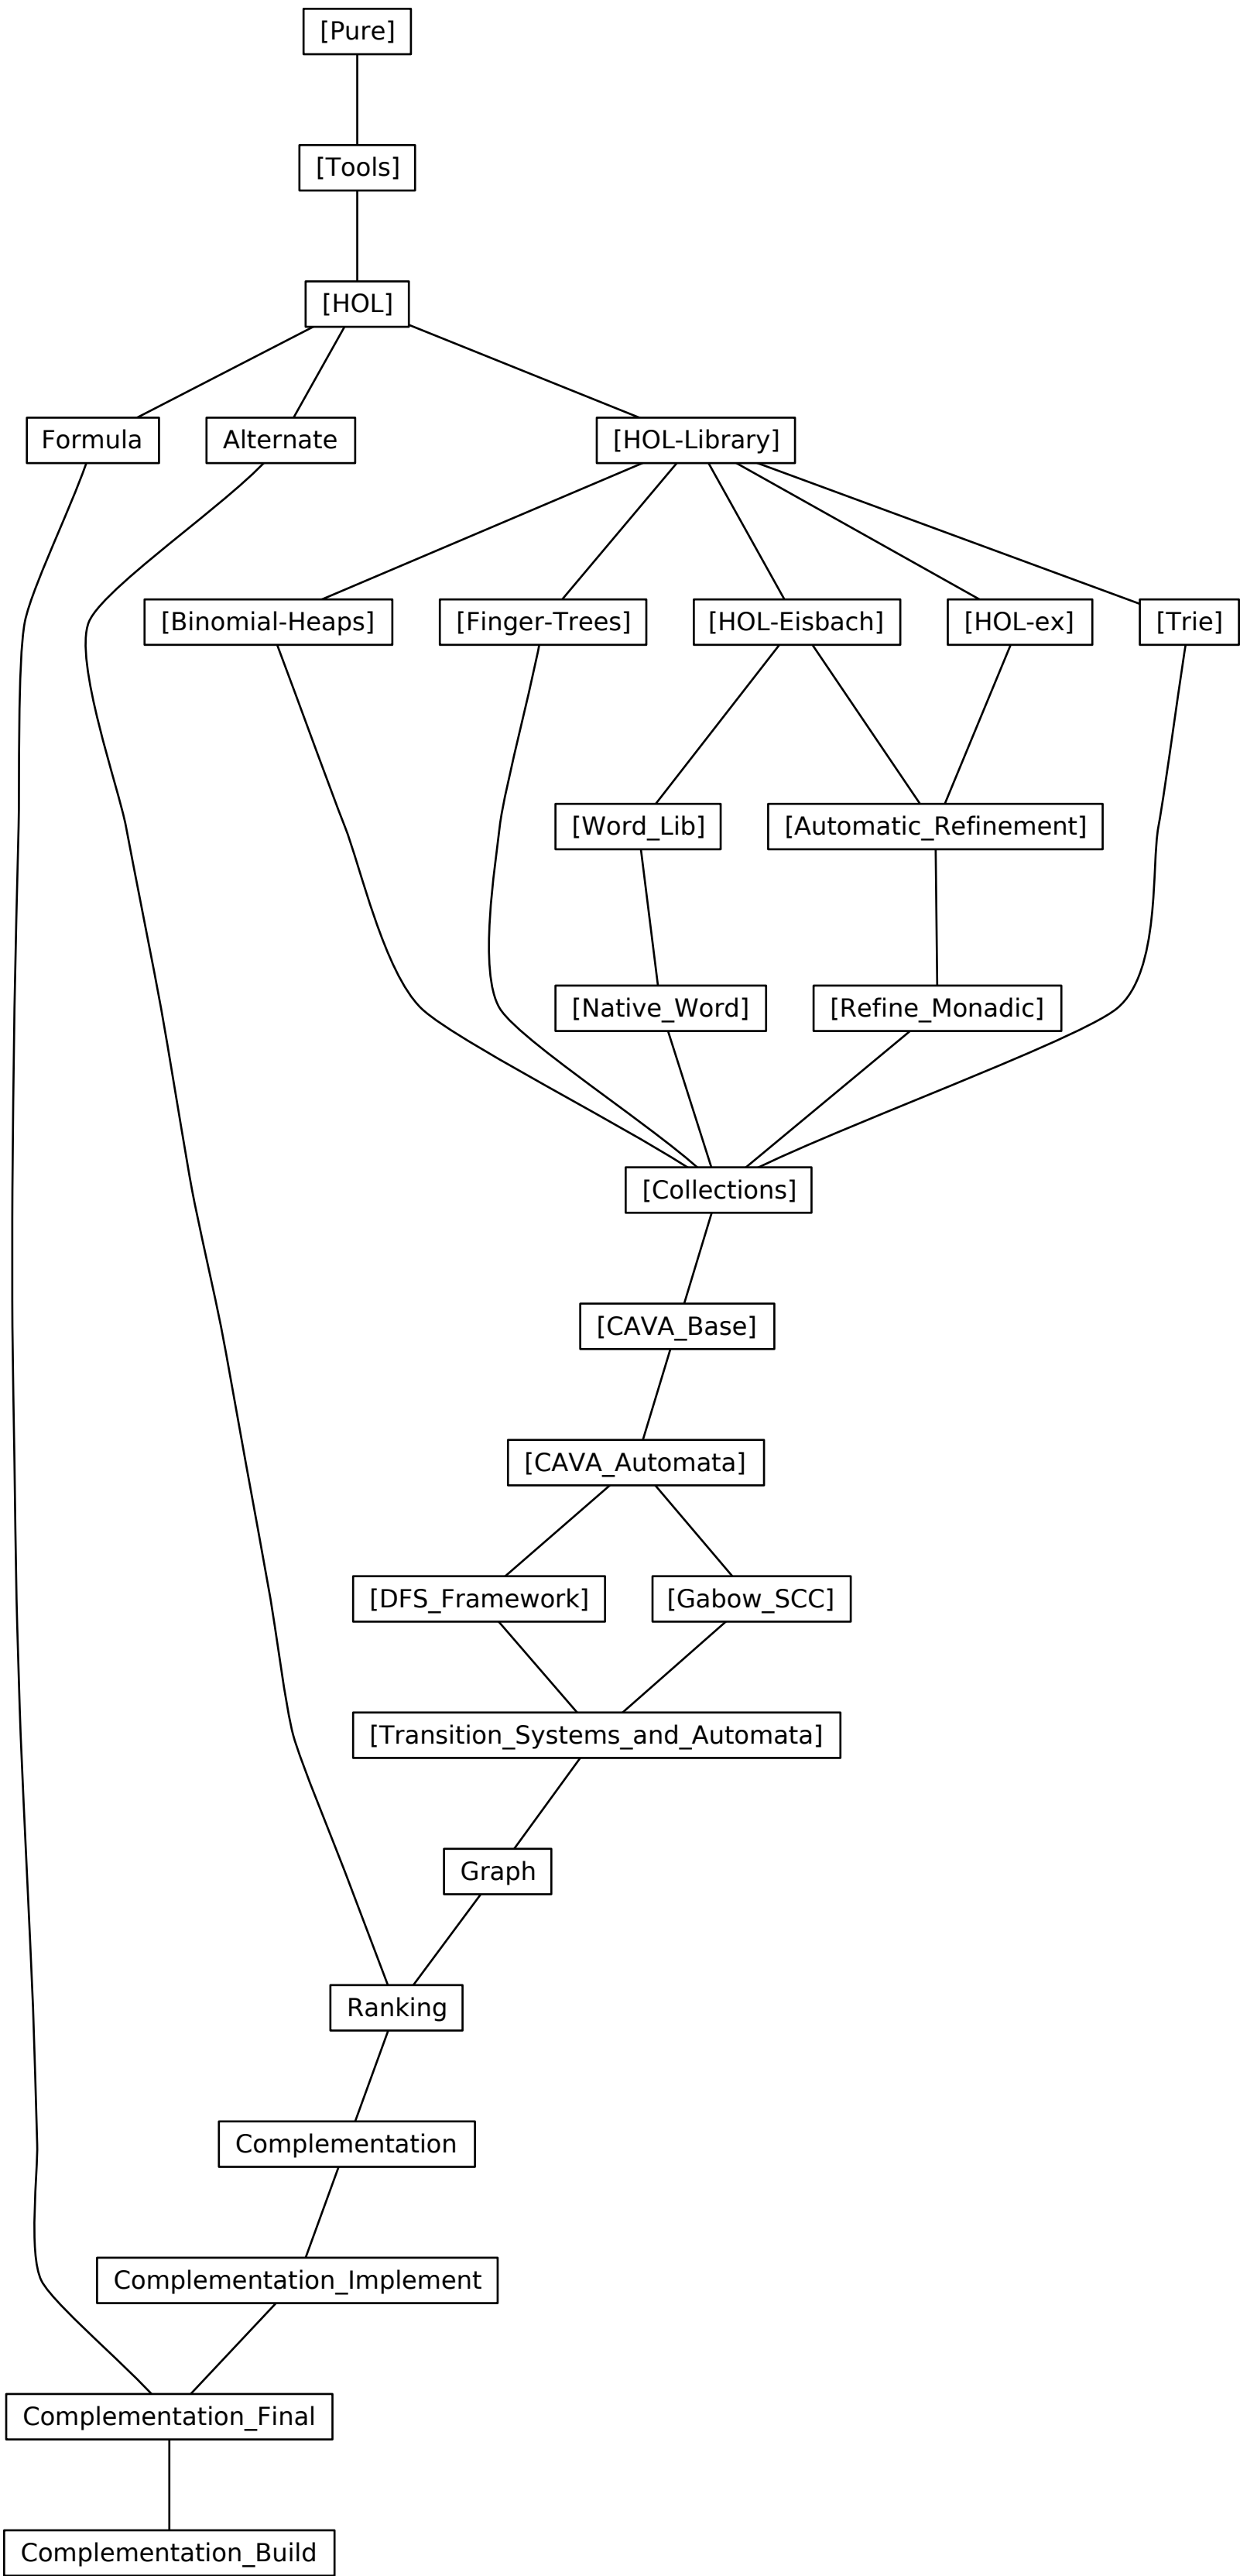 [Pure]
[Tools]
[HOL]
Formula
Alternate
[HOL-Library]
[Binomial-Heaps]
[Finger-Trees]
[HOL-Eisbach]
[HOL-ex]
[Trie]
[Word_Lib]
[Automatic_Refinement]
[Native_Word]
[Refine_Monadic]
[Collections]
[CAVA_Base]
[CAVA_Automata]
[DFS_Framework]
[Gabow_SCC]
[Transition_Systems_and_Automata]
Graph
Ranking
Complementation
Complementation_Implement
Complementation_Final
Complementation_Build